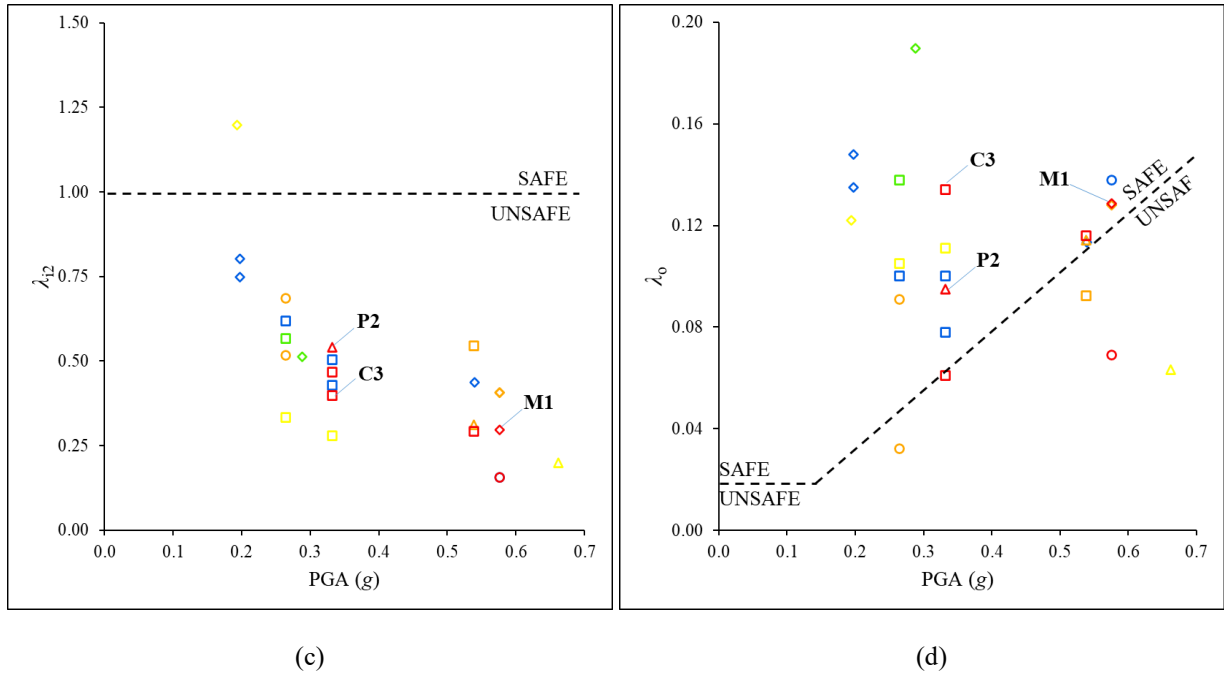 1.50
1.25
1.00
0.75
0.50
0.25
0.00
λi2
SAFE
UNSAFE
P2
C3
M1
0.0 0.1 0.2 0.3 0.4 0.5 0.6 0.7
PGA (g)
(c)
0.20
0.16
0.12
0.08
0.04
0.00
λo
C3
M1
P2
SAFE
UNSAF
SAFE
UNSAFE
0.0 0.1 0.2 0.3 0.4 0.5 0.6 0.7
PGA (g)
(d)